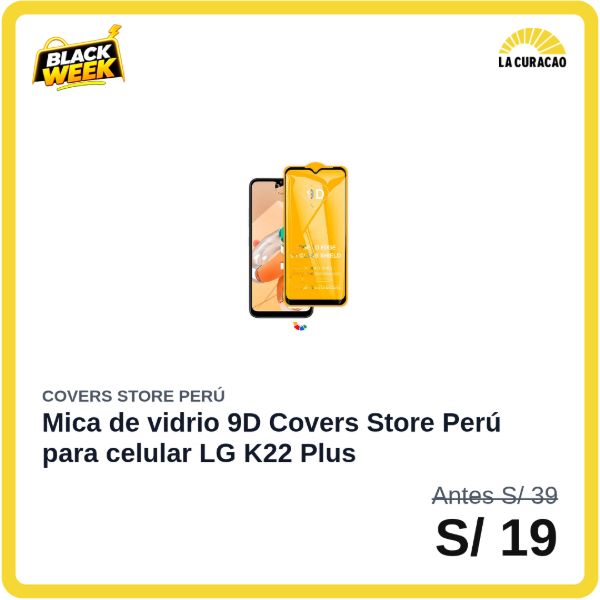 BLACK
WEEK
LA CURACAO
9D
COVERS STORE PERÚ
Mica de vidrio 9D Covers Store Perú
para celular LG K22 Plus
Antes S/ 39
S/ 19